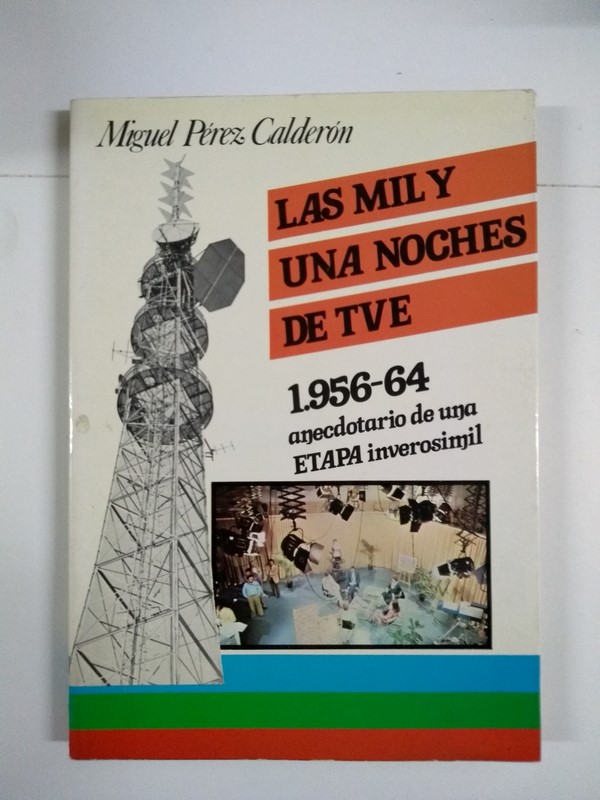 Miguel Pérez Calderón
LAS MIL Y
UNA NOCHES
DE TVE
1.956-64
anecdotario de una
ETAPA inverosimil